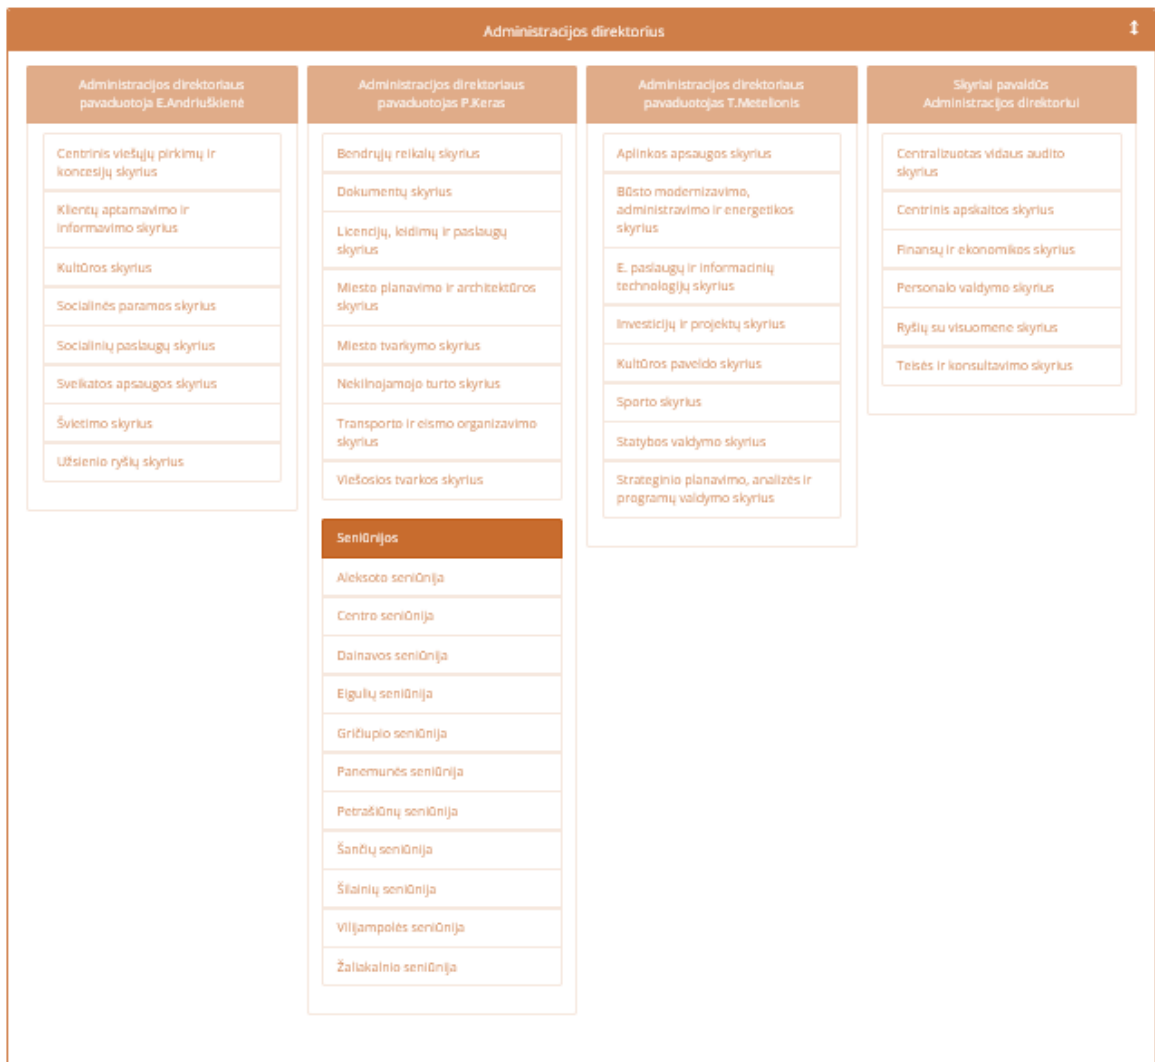 Administracijos direktorius
Administracijos direktoriaus
pavaduotoja E.Andriuškienė
Centrinis viešųjų pirkimų ir
koncesijų skyrius
Klientų aptarnavimo ir
informavimo skyrius
Kultūros skyrius
Socialinės paramos skyrius
Socialinių paslaugų skyrius
Sveikatos apsaugos skyrius
Švietimo skyrius
Užsienio ryšių skyrius
Administracijos direktoriaus
pavaduotojas P.Keras
Bendrųjų reikalų skyrius
Dokumentų skyrius
Licencijų, leidimų ir paslaugų
skyrius
Miesto planavimo ir architektūros
skyrius
Miesto tvarkymo skyrius
Nekilnojamojo turto skyrius
Transporto ir eismo organizavimo
skyrius
Viešosios tvarkos skyrius
Seniūnijos
Aleksoto seniūnija
Centro seniūnija
Dainavos seniūnija
Eigulių seniūnija
Gričiupio seniūnija
Panemunės seniūnija
Petrašiūnų seniūnija
Šančių seniūnija
Šilainių seniūnija
Vilijampolės seniūnija
Žaliakalnio seniūnija
Administracijos direktoriaus
pavaduotojas T.Metelionis
Aplinkos apsaugos skyrius
Būsto modernizavimo,
administravimo ir energetikos
skyrius
E. paslaugų ir informacinių
technologijų skyrius
Investicijų ir projektų skyrius
Kultūros paveldo skyrius
Sporto skyrius
Statybos valdymo skyrius
Strateginio planavimo, analizės ir
programų valdymo skyrius
Skyriai pavaldūs
Administracijos direktoriui
Centralizuotas vidaus audito
skyrius
Centrinis apskaitos skyrius
Finansų ir ekonomikos skyrius
Personalo valdymo skyrius
Ryšių su visuomene skyrius
Teisės ir konsultavimo skyrius